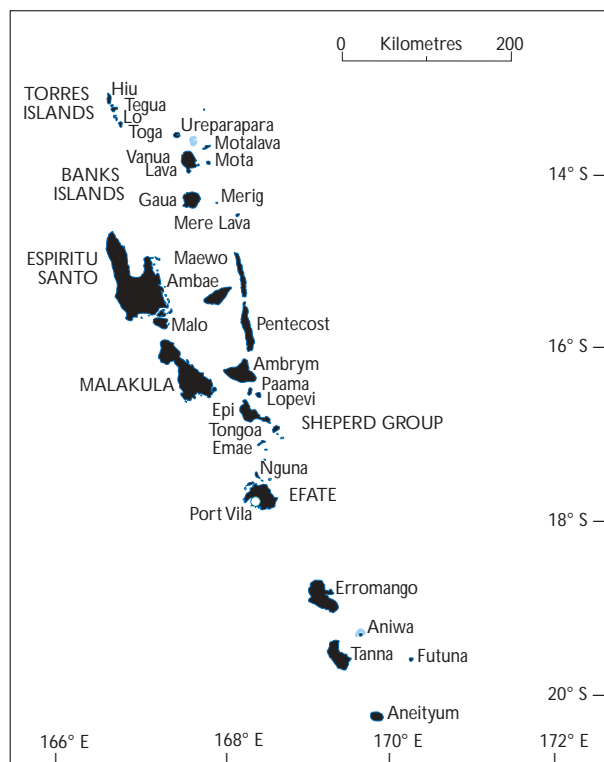 0 Kilometres 200
Hiu
TORRES
ISLANDS
Tegua
Lo
Toga
Ureparapara
Motalava
Vanua
Lava
Mota
BANKS
ISLANDS
14° S
Gaua
Merig
Mere Lava
ESPIRITU
SANTO
Maewo
Ambae
Malo
Pentecost
16° S
Ambrym
MALAKULA
Paama
Lopevi
Epi
SHEPERD GROUP
Tongoa
Emae
Nguna
EFATE
Port Vila
18° S
Erromango
Aniwa
Tanna
Futuna
20° S
Aneityum
166° E 168° E 170° E 172° E